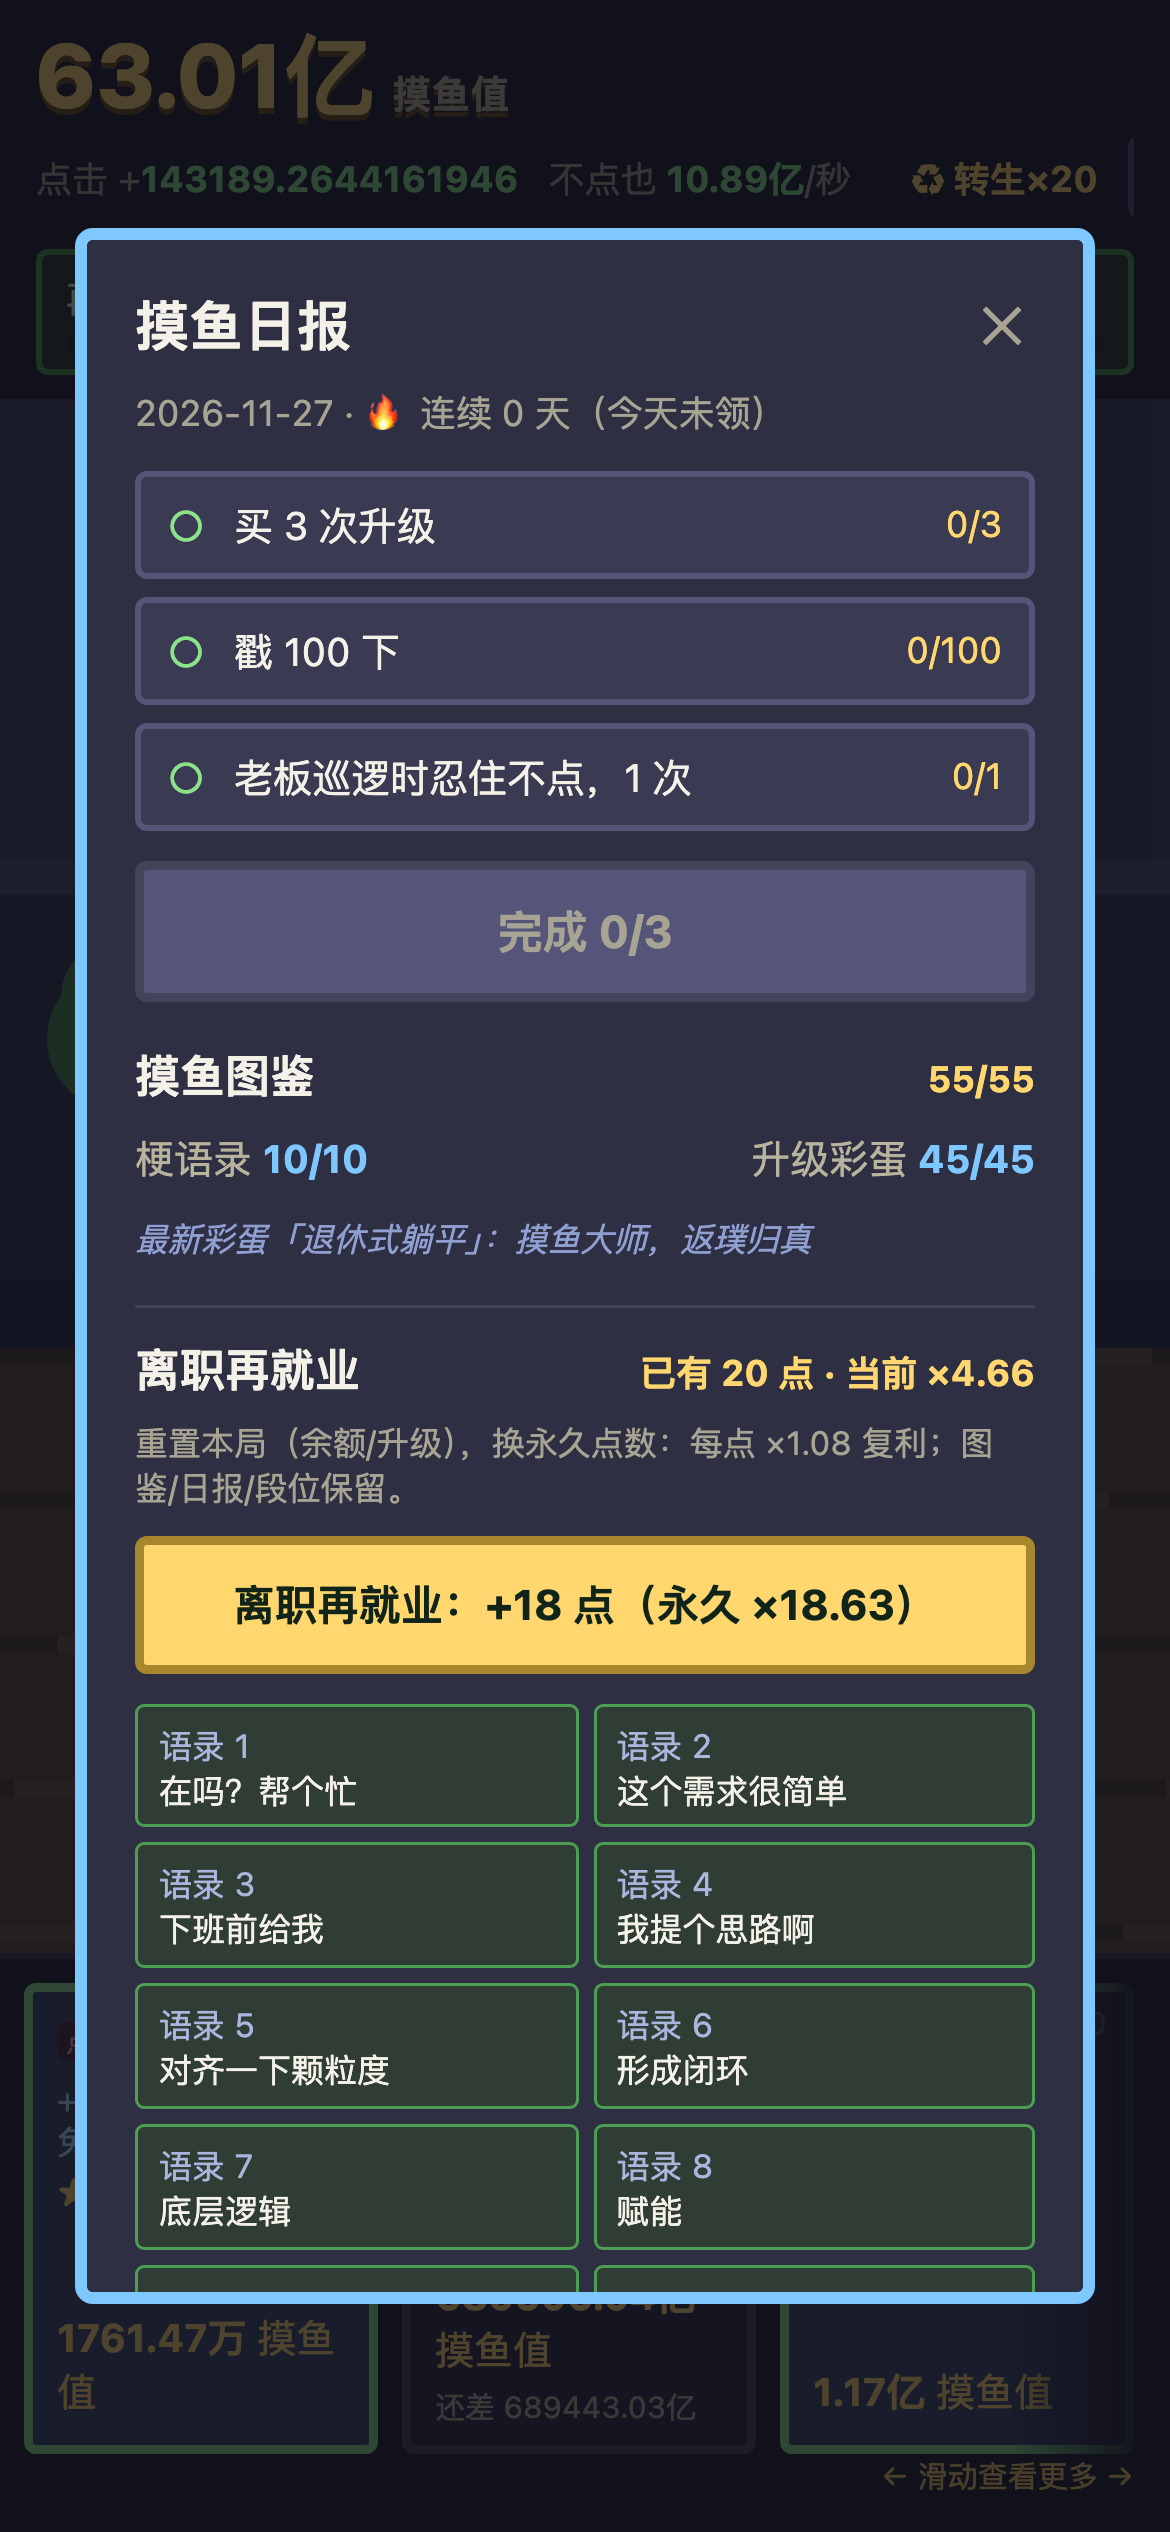 63.01亿 摸鱼值
点击 +143189.2644161946 不点也 10.89亿/秒 ♻ 转生×20
摸鱼日报
2026-11-27 · 🔥 连续 0 天（今天未领）
买 3 次升级 0/3
戳 100 下 0/100
老板巡逻时忍住不点，1 次 0/1
完成 0/3
摸鱼图鉴 55/55
梗语录 10/10 升级彩蛋 45/45
最新彩蛋「退休式躺平」：摸鱼大师，返璞归真
离职再就业 已有 20 点 · 当前 ×4.66
重置本局（余额/升级），换永久点数：每点 ×1.08 复利；图
鉴/日报/段位保留。
离职再就业：+18 点（永久 ×18.63）
语录 1
在吗？帮个忙
语录 2
这个需求很简单
语录 3
下班前给我
语录 4
我提个思路啊
语录 5
对齐一下颗粒度
语录 6
形成闭环
语录 7
底层逻辑
语录 8
赋能
1761.47万 摸鱼
值
摸鱼值
还差 689443.03亿
1.17亿 摸鱼值
← 滑动查看更多 →